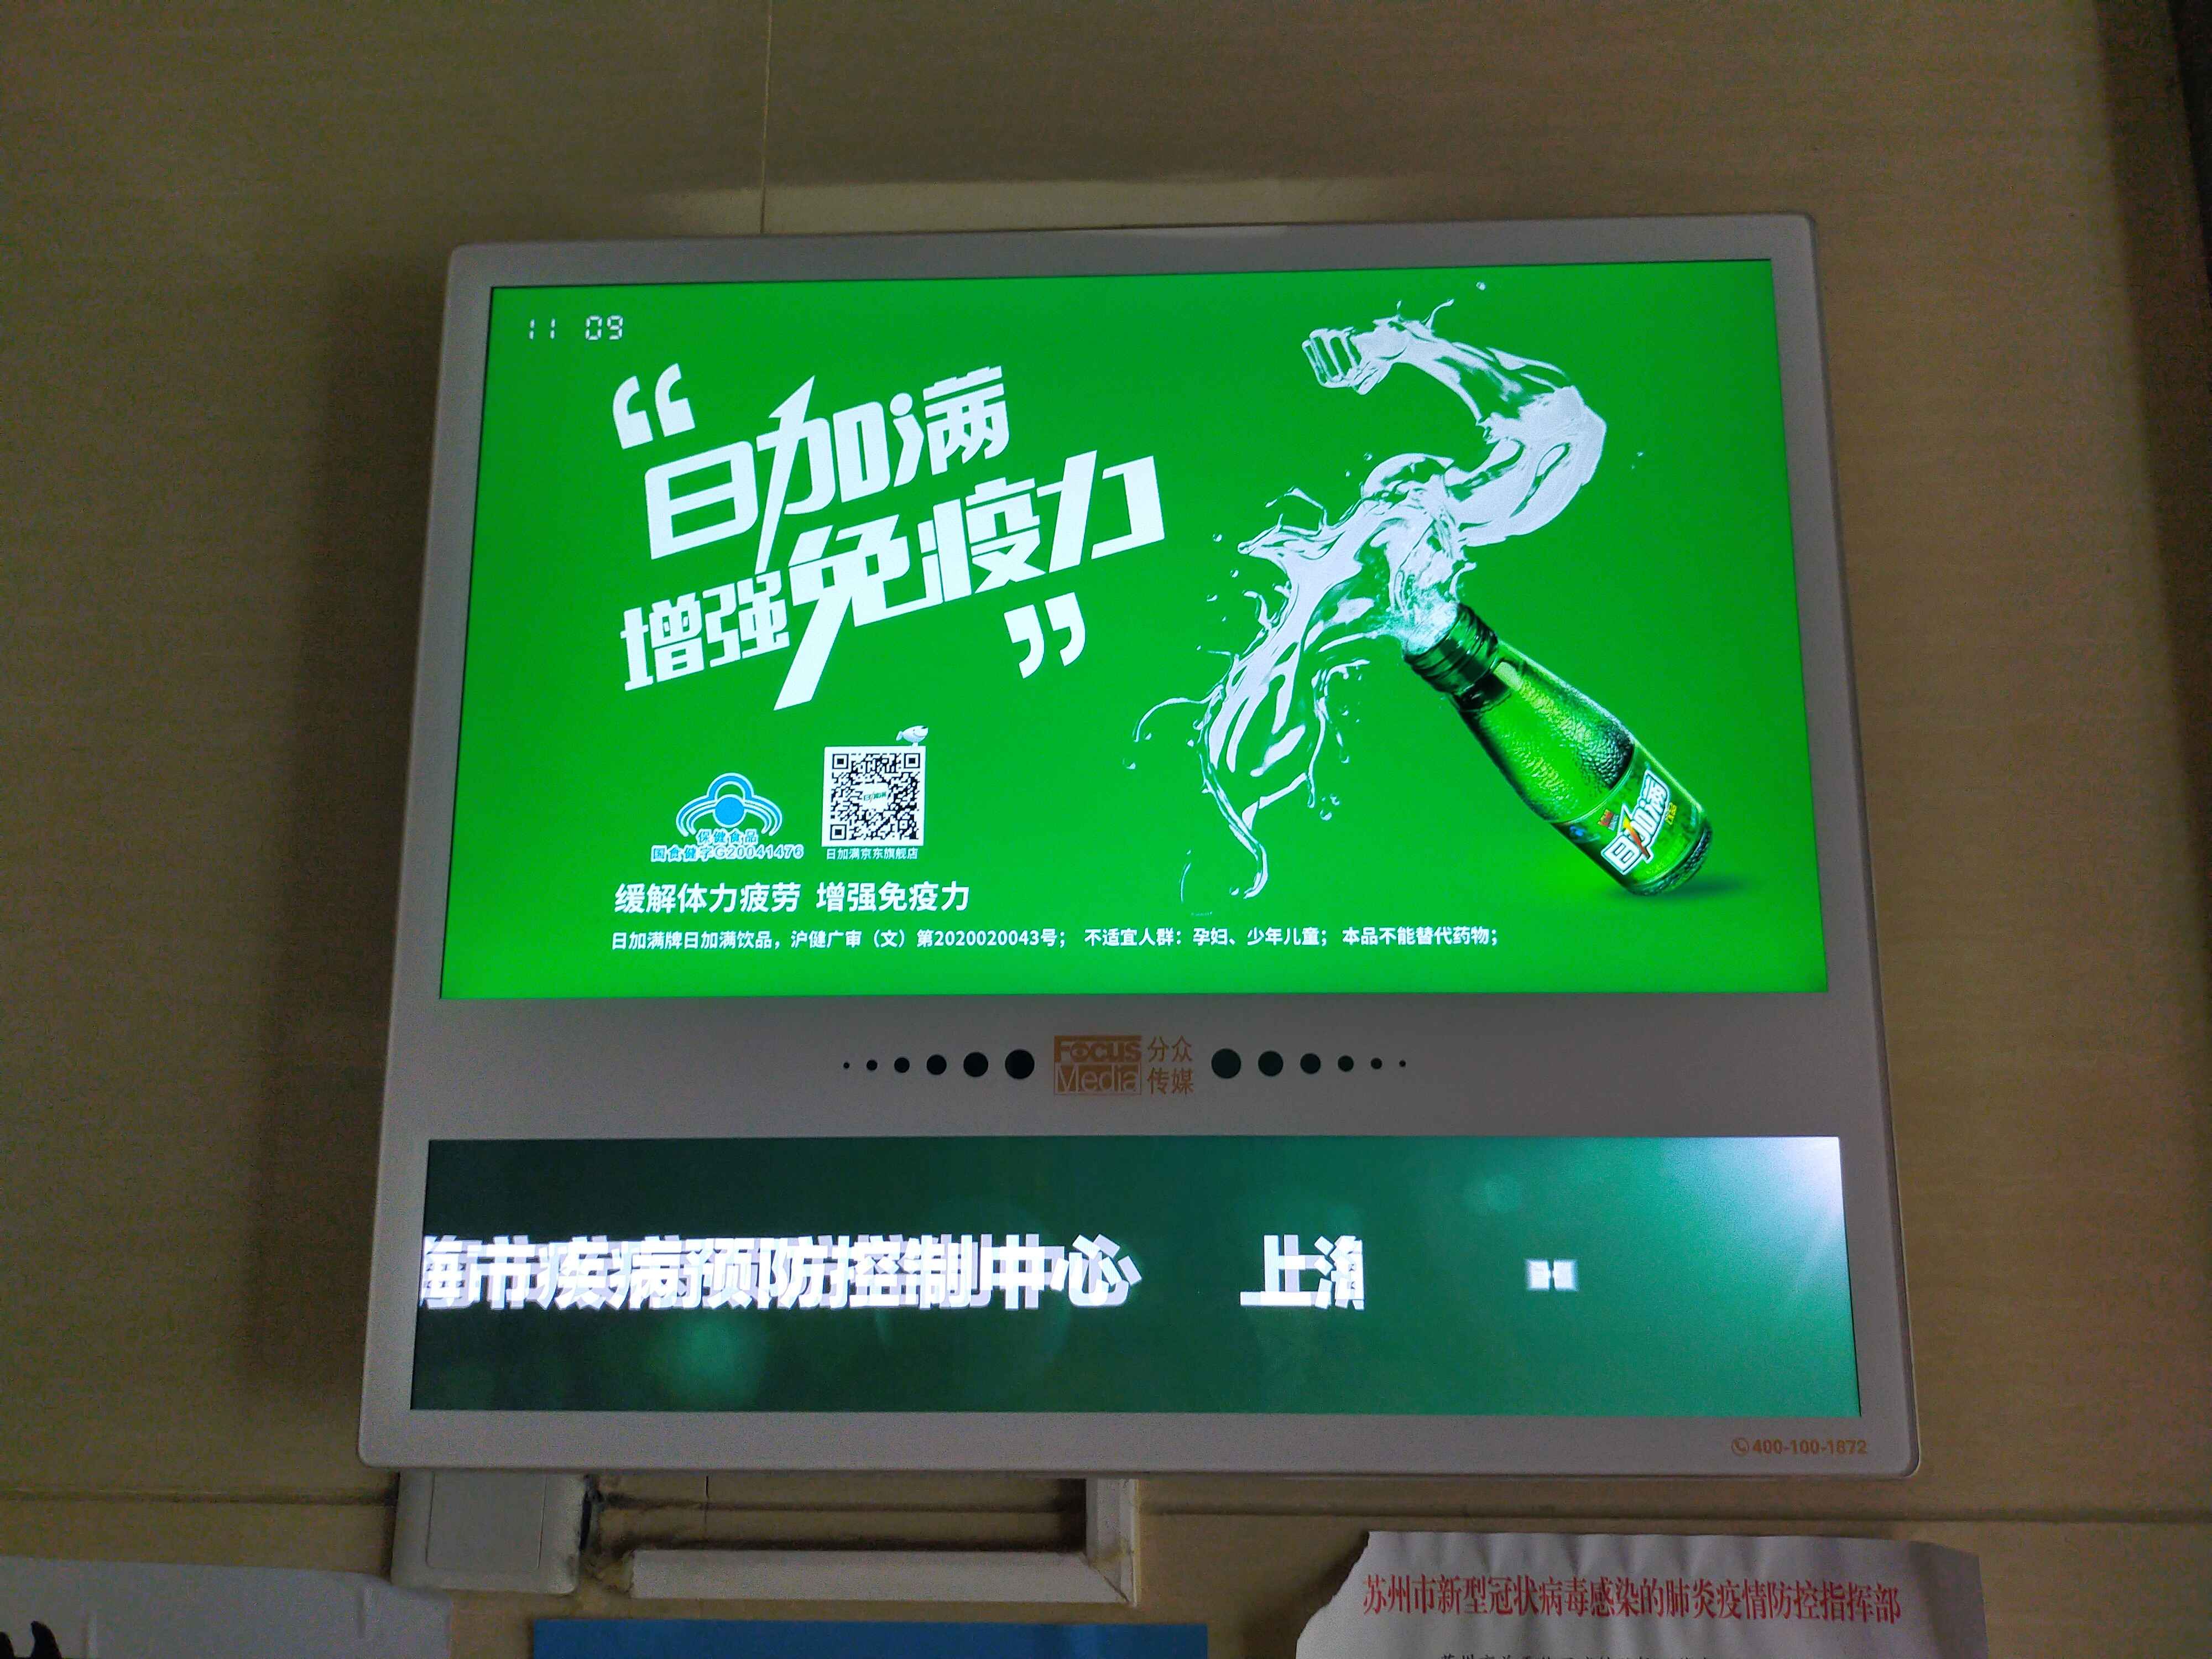 11 09
“日加满
增强免疫力”
保健食品
国食健字G20041476
日加满京东旗舰店
日加满
缓解体力疲劳 增强免疫力
日加满牌日加满饮品，沪健广审（文）第2020020043号； 不适宜人群：孕妇、少年儿童； 本品不能替代药物；
Focus Media 分众传媒
海市疾病预防控制中心 上海
400-100-1872
苏州市新型冠状病毒感染的肺炎疫情防控指挥部